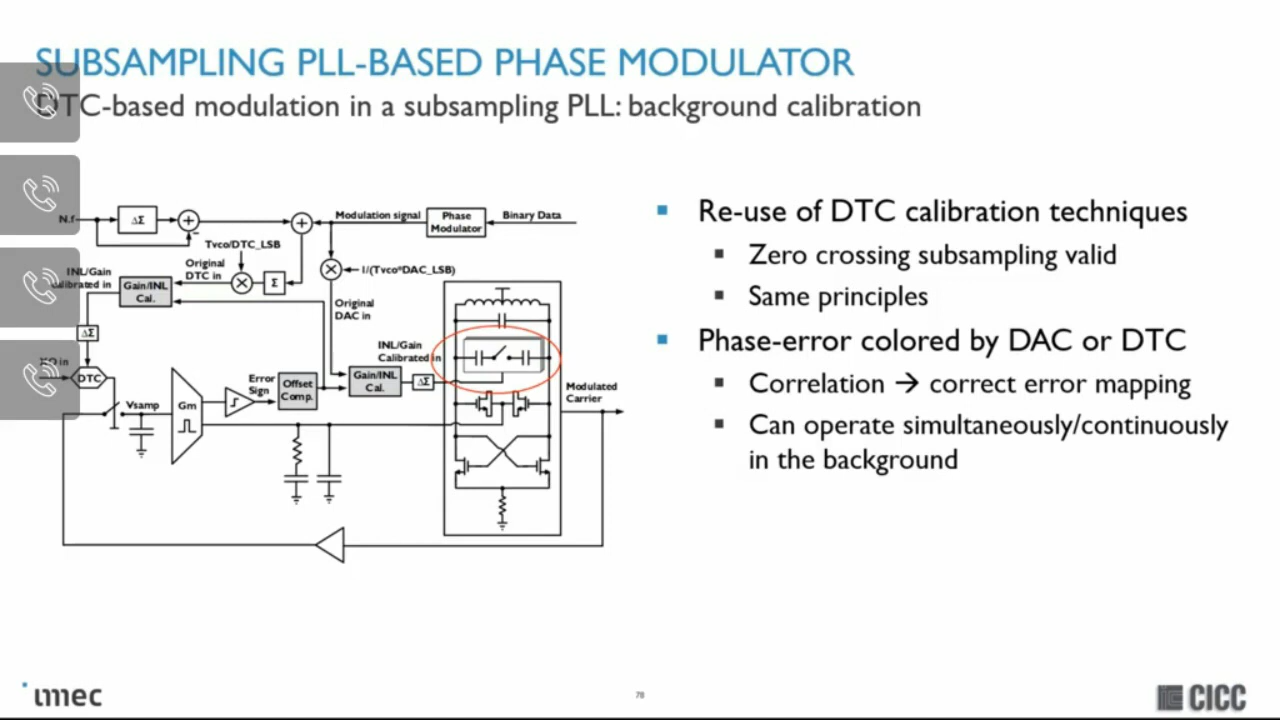 SUBSAMPLING PLL-BASED PHASE MODULATOR
DTC-based modulation in a subsampling PLL: background calibration
N.f
ΔΣ
+
+
−
Modulation signal
Phase
Modulator
Binary Data
Tvco/DTC_LSB
Original
DTC in
Σ
1/(Tvco*DAC_LSB)
INL/Gain
Calibrated in
Gain/INL
Cal.
Original
DAC in
ΔΣ
INL/Gain
Calibrated in
in
DTC
Vsamp
Gm
Error
Sign
Offset
Comp.
Gain/INL
Cal.
ΔΣ
Modulated
Carrier
Re-use of DTC calibration techniques
Zero crossing subsampling valid
Same principles
Phase-error colored by DAC or DTC
Correlation → correct error mapping
Can operate simultaneously/continuously
in the background
imec
78
CICC